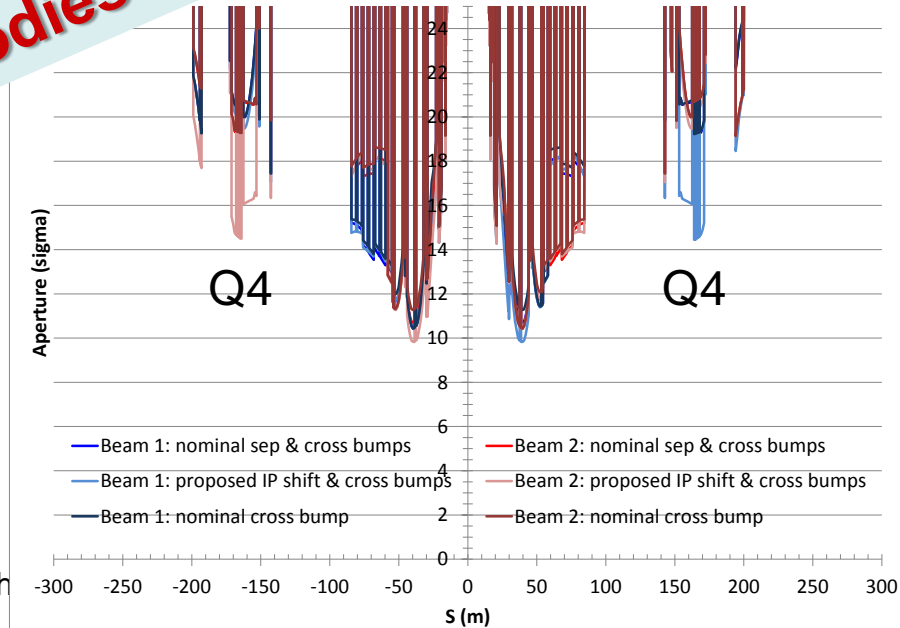 odies
24
22
20
18
16
14
12
10
8
6
4
2
0
Aperture (sigma)
Q4
Q4
Beam 1: nominal sep & cross bumps
Beam 2: nominal sep & cross bumps
Beam 1: proposed IP shift & cross bumps
Beam 2: proposed IP shift & cross bumps
Beam 1: nominal cross bump
Beam 2: nominal cross bump
h
-300 -250 -200 -150 -100 -50 0 50 100 150 200 250 300
S (m)